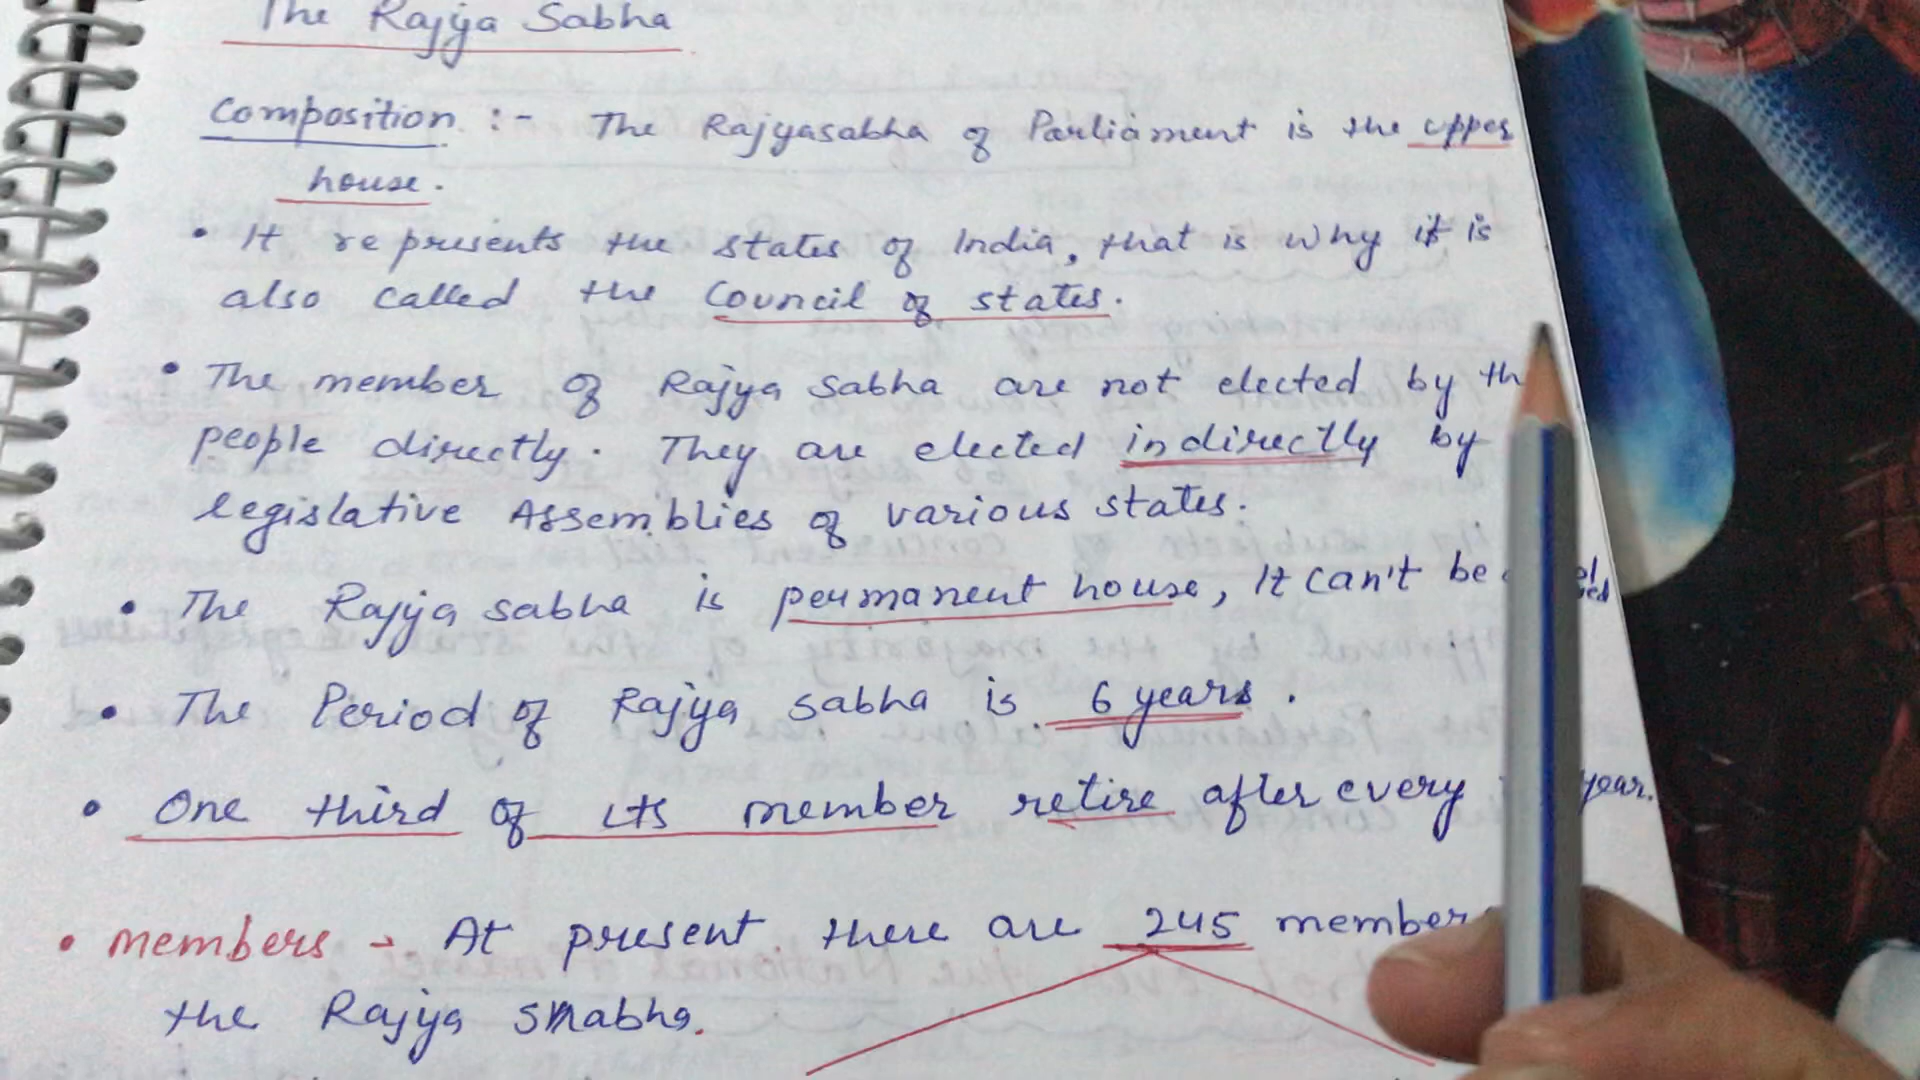 The Rajya Sabha
Composition :- The Rajyasabha of Parliament is the upper
house.
• It represents the states of India, that is why it is
also called the Council of states.
• The member of Rajya Sabha are not elected by
people directly. They are elected indirectly by
legislative Assemblies of various states.
• The Rajya sabha is permanent house, It can't be
• The Period of Rajya sabha is 6 years.
• One third of its member retire after every year.
• members → At present there are 245 member
the Rajya Sabha.